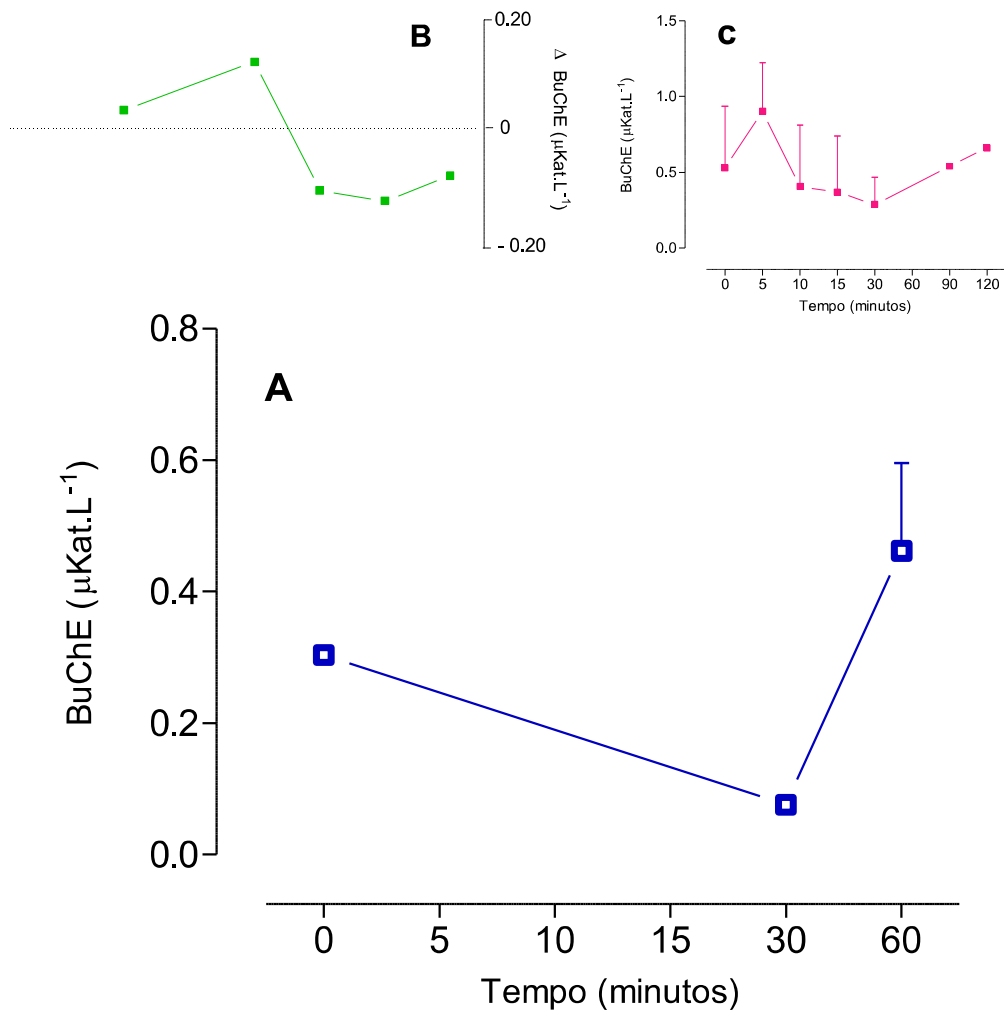 B
0.20
0
- 0.20
Δ BuChE (μKat.L-1)
c
1.5
1.0
0.5
0.0
BuChE (μKat.L-1)
0 5 10 15 30 60 90 120
Tempo (minutos)
A
0.8
0.6
0.4
0.2
0.0
BuChE (μKat.L-1)
0 5 10 15 30 60
Tempo (minutos)